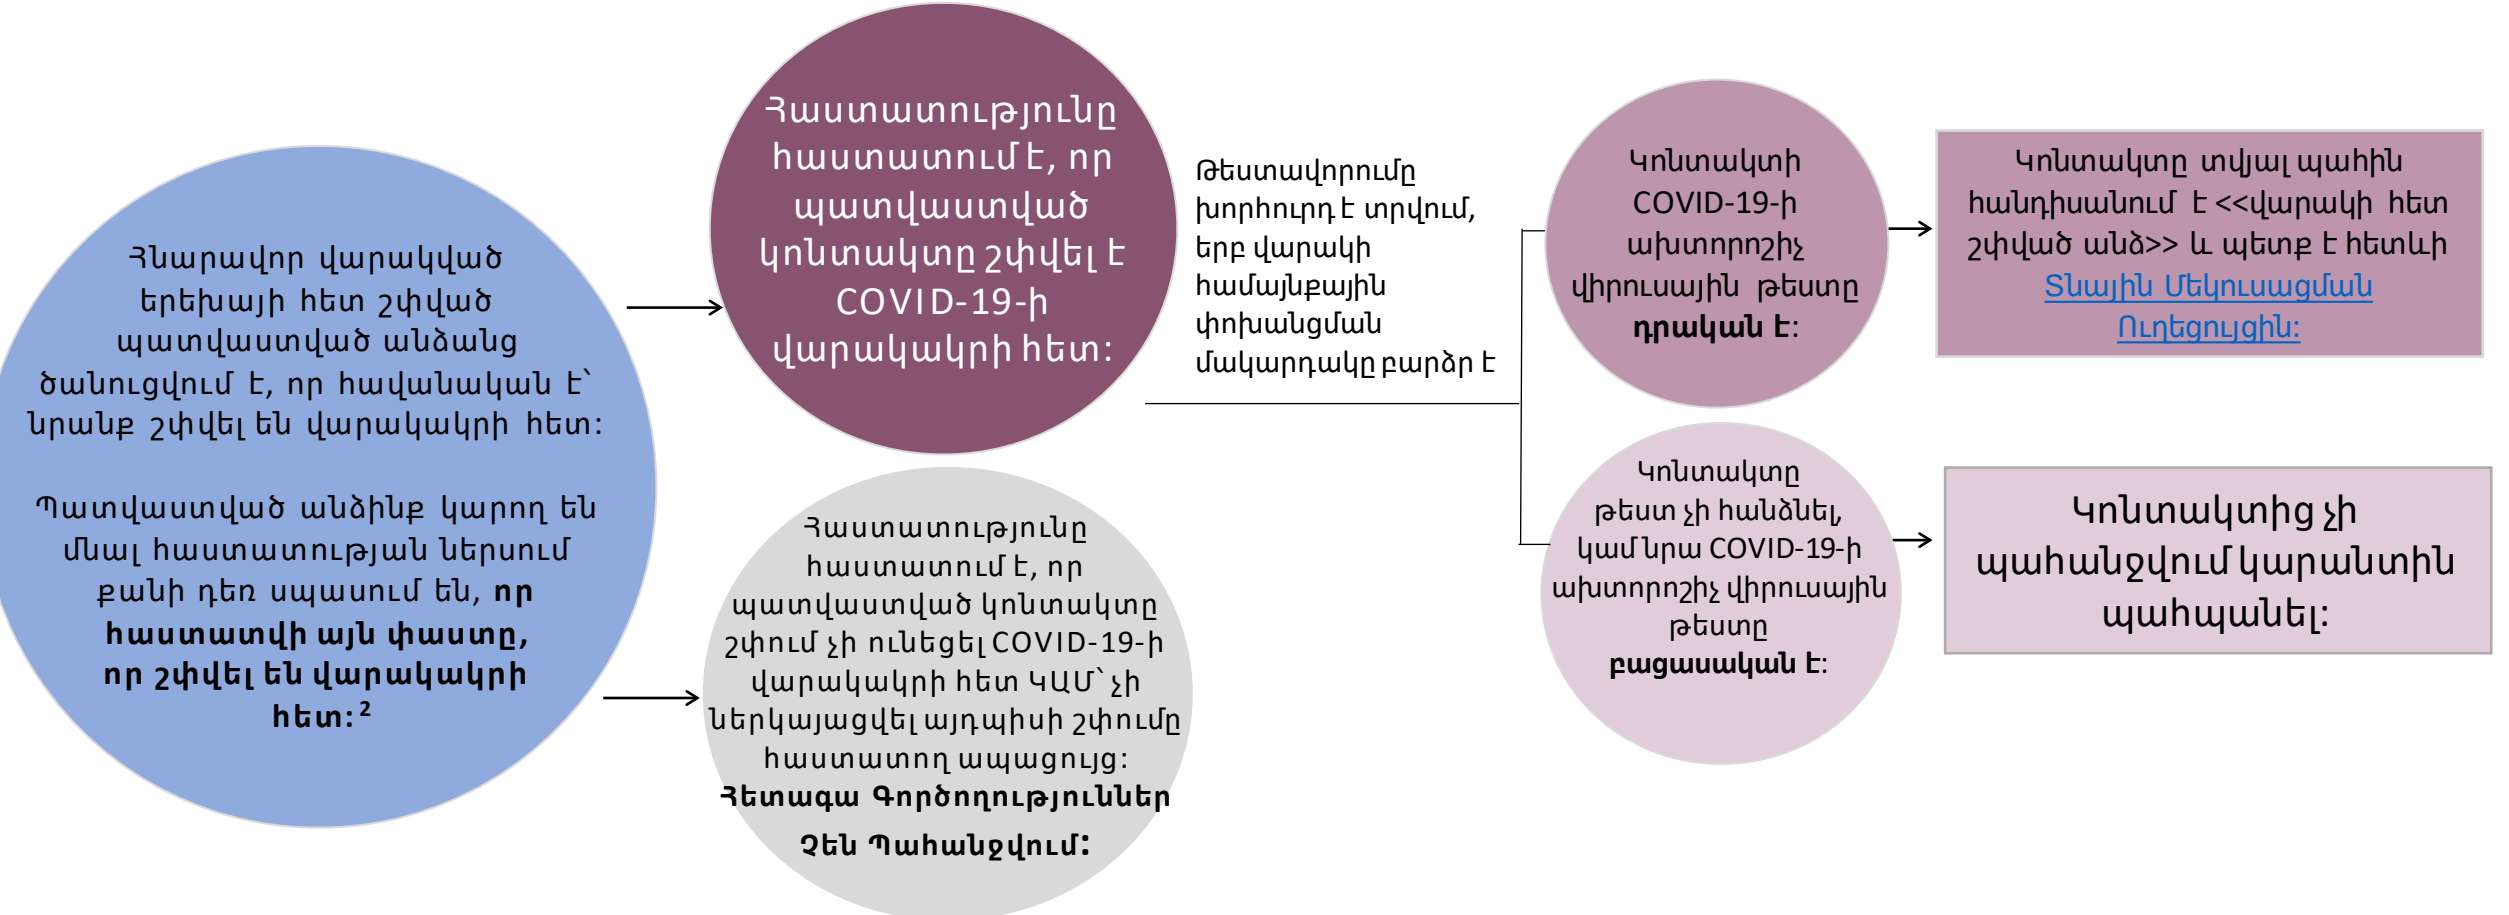 Հնարավոր վարակված
երեխայի հետ շփված
պատվաստված անձանց
ծանուցվում է, որ հավանական է՝
նրանք շփվել են վարակակրի հետ:
Պատվաստված անձինք կարող են
մնալ հաստատության ներսում
քանի դեռ սպասում են, որ
հաստատվի այն փաստը,
որ շփվել են վարակակրի
հետ:²
Հաստատությունը
հաստատում է, որ
պատվաստված
կոնտակտը շփվել է
COVID-19-ի
վարակակրի հետ:
Հաստատությունը
հաստատում է, որ
պատվաստված կոնտակտը
շփում չի ունեցել COVID-19-ի
վարակակրի հետ ԿԱՄ՝ չի
ներկայացվել այդպիսի շփումը
հաստատող ապացույց:
Հետագա Գործողություններ
Չեն Պահանջվում:
Թեստավորումը
խորհուրդ է տրվում,
երբ վարակի
համայնքային
փոխանցման
մակարդակը բարձր է
Կոնտակտի
COVID-19-ի
ախտորոշիչ
վիրուսային թեստը
դրական է:
Կոնտակտը տվյալ պահին
հանդիսանում է <<վարակի հետ
շփված անձ>> և պետք է հետևի
Տնային Մեկուսացման
Ուղեցույցին:
Կոնտակտը
թեստ չի հանձնել,
կամ նրա COVID-19-ի
ախտորոշիչ վիրուսային
թեստը
բացասական է:
Կոնտակտից չի
պահանջվում կարանտին
պահպանել: